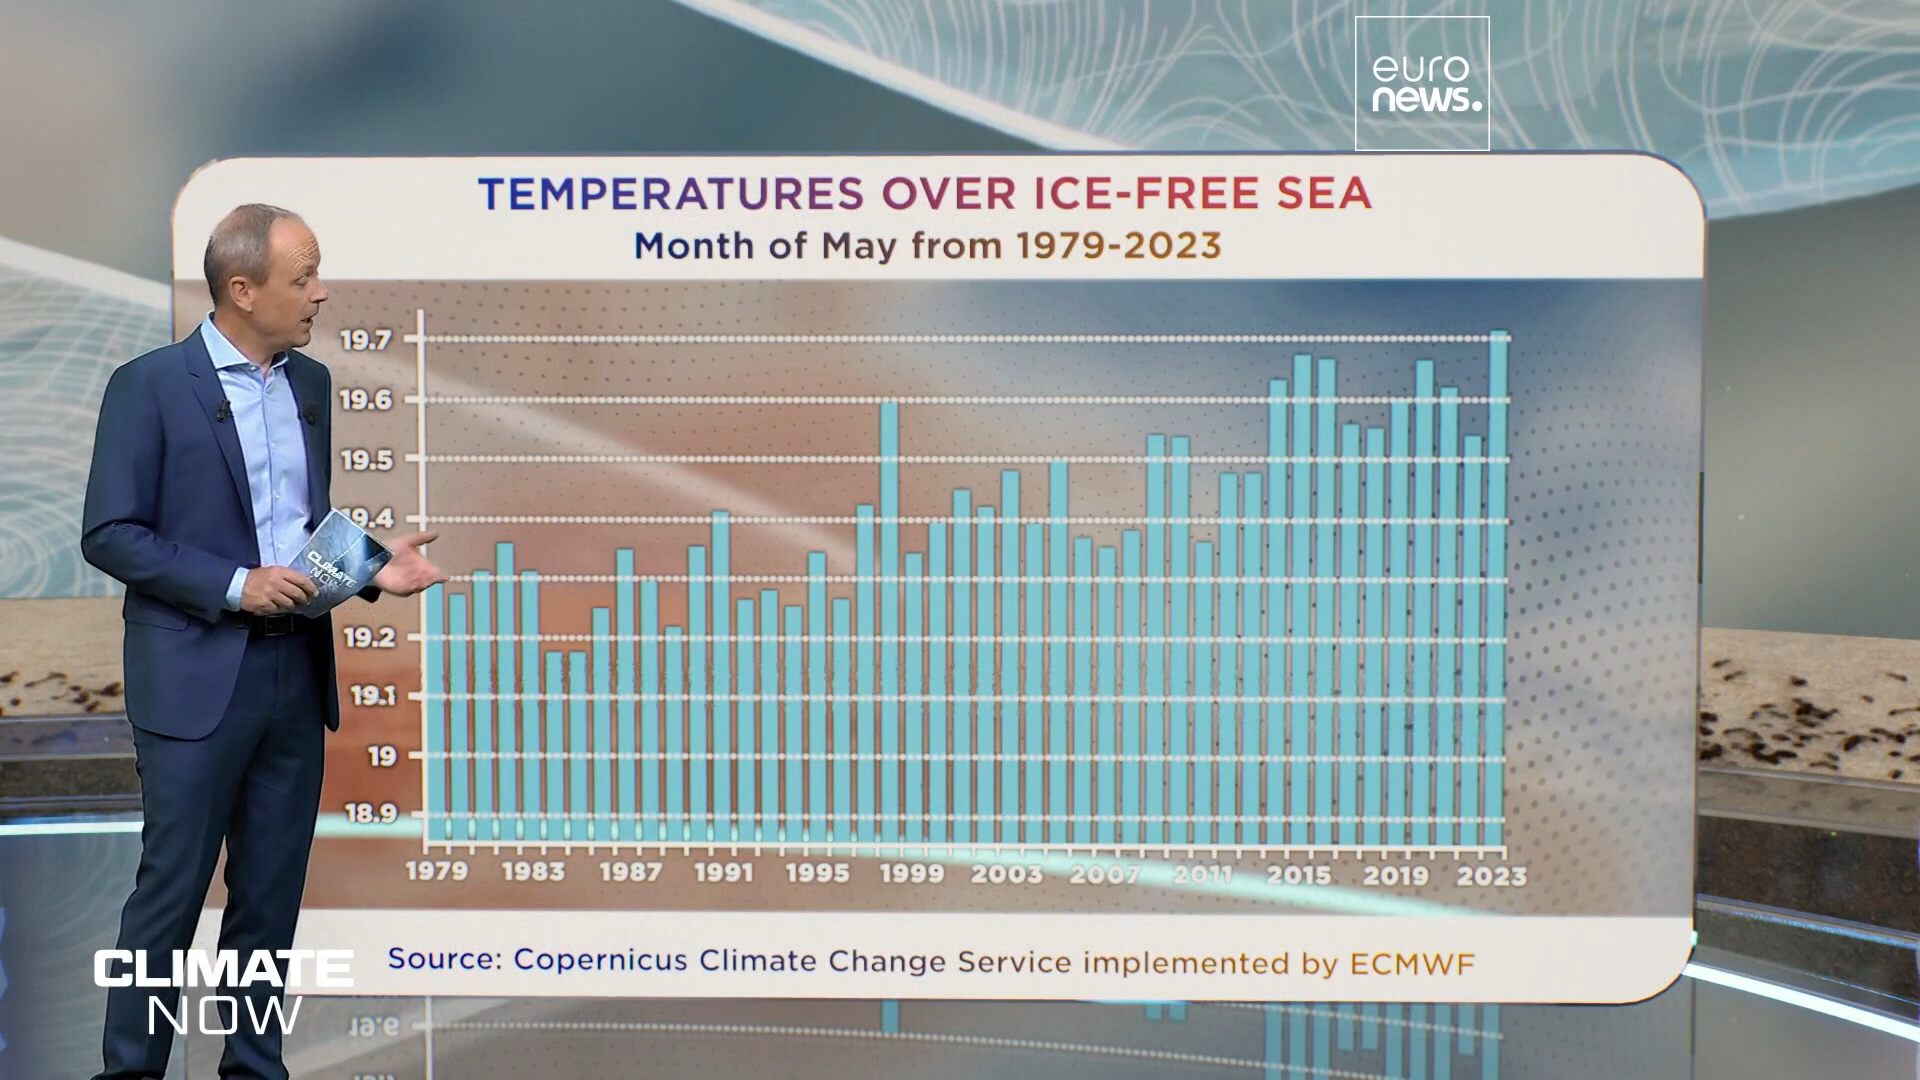 euro
news.
TEMPERATURES OVER ICE-FREE SEA
Month of May from 1979-2023
19.7
19.6
19.5
19.4
19.2
19.1
19
18.9
1979 1983 1987 1991 1995 1999 2003 2007 2011 2015 2019 2023
CLIMATE
NOW
Source: Copernicus Climate Change Service implemented by ECMWF
CLIMATE
NOW